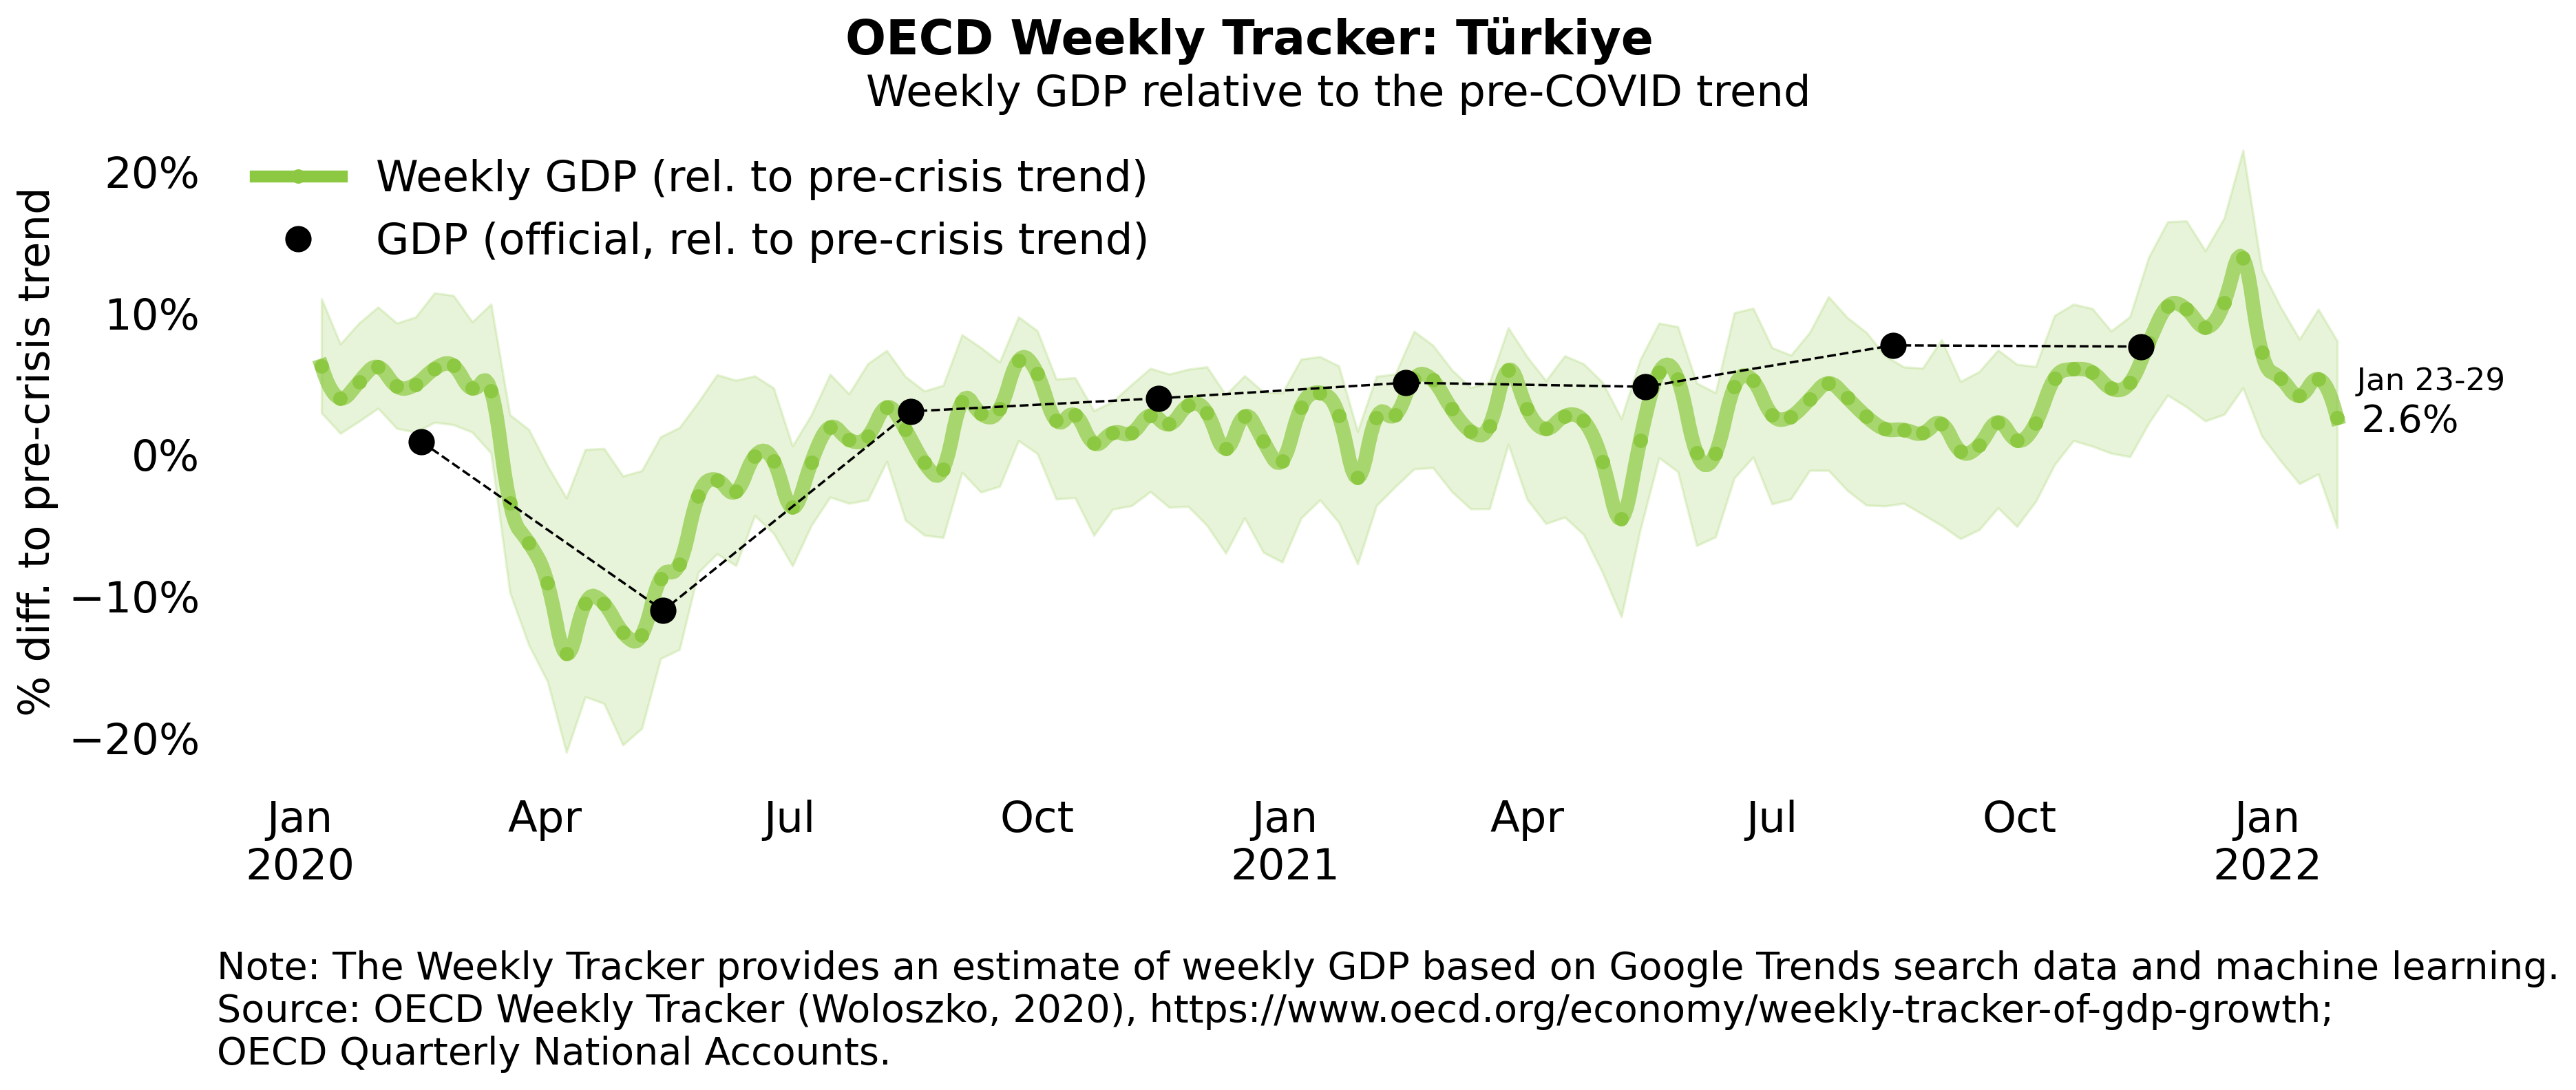 OECD Weekly Tracker: Türkiye
Weekly GDP relative to the pre-COVID trend
% diff. to pre-crisis trend
20%
10%
0%
−10%
−20%
Weekly GDP (rel. to pre-crisis trend)
GDP (official, rel. to pre-crisis trend)
Jan 23-29
2.6%
Jan Apr Jul Oct Jan Apr Jul Oct Jan
2020 2021 2022
Note: The Weekly Tracker provides an estimate of weekly GDP based on Google Trends search data and machine learning.
Source: OECD Weekly Tracker (Woloszko, 2020), https://www.oecd.org/economy/weekly-tracker-of-gdp-growth;
OECD Quarterly National Accounts.